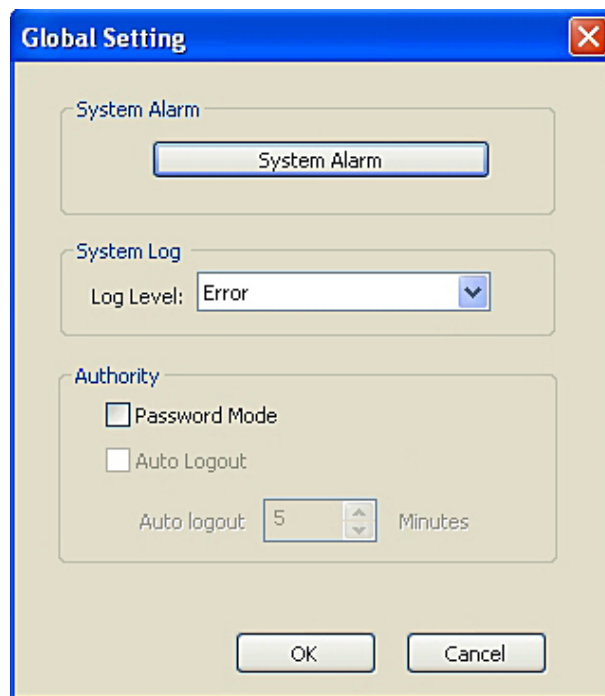 Global Setting
System Alarm
System Alarm
System Log
Log Level: Error
Authority
Password Mode
Auto Logout
Auto logout 5 Minutes
OK Cancel